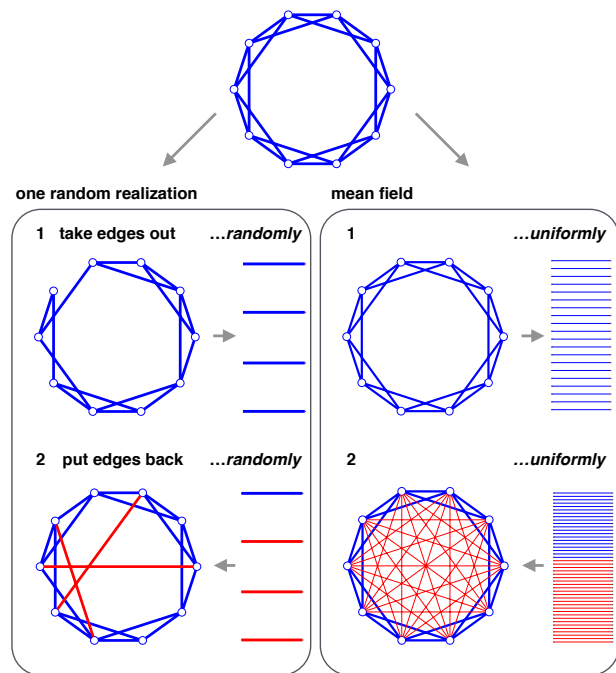 one random realization
mean field
1 take edges out ...randomly
1 ...uniformly
2 put edges back ...randomly
2 ...uniformly